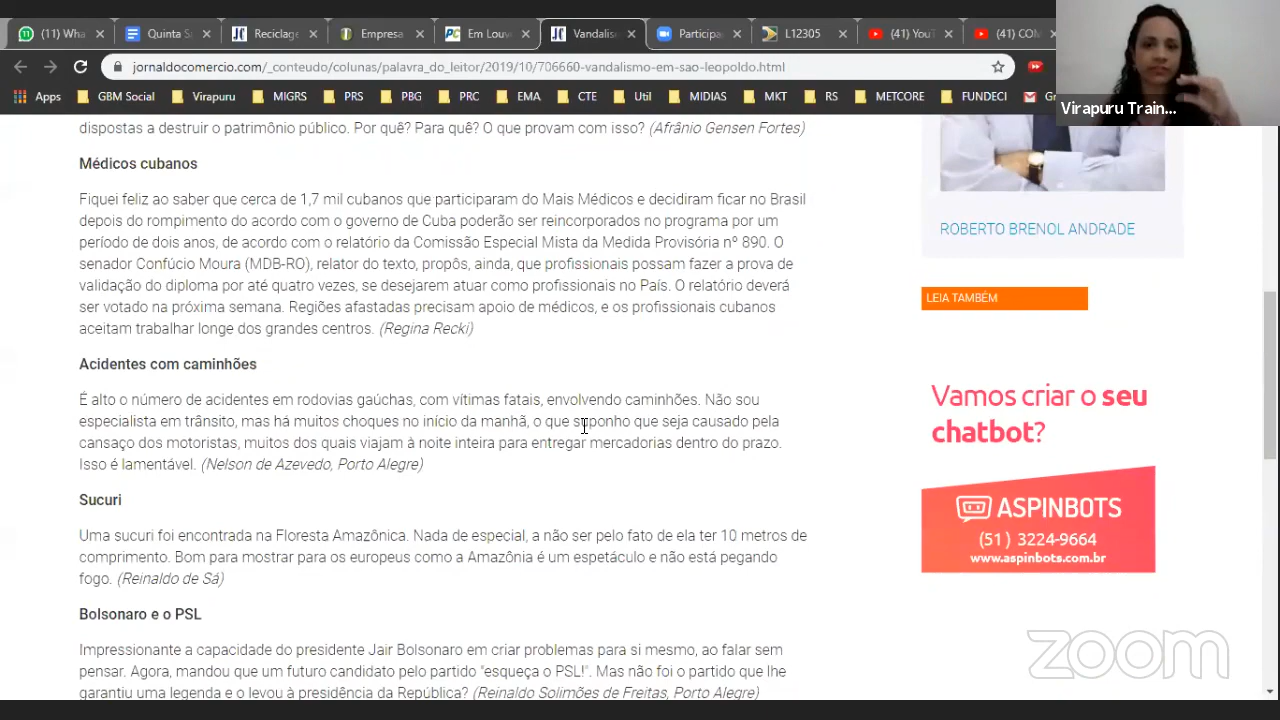 (11) Wha
Quinta S
Reciclag
Empresa
Em Louv
Vandalis
Participa
L12305
(41) You
(41) CON
jornaldocomercio.com/_conteudo/colunas/palavra_do_leitor/2019/10/706660-vandalismo-em-sao-leopoldo.html
Apps GBM Social Virapuru MIGRS PRS PBG PRC EMA CTE Util MIDIAS MKT RS METCORE FUNDECI
Virapuru Train...
dispostas a destruir o patrimônio público. Por quê? Para quê? O que provam com isso? (Afrânio Gensen Fortes)
Médicos cubanos
Fiquei feliz ao saber que cerca de 1,7 mil cubanos que participaram do Mais Médicos e decidiram ficar no Brasil
depois do rompimento do acordo com o governo de Cuba poderão ser reincorporados no programa por um
período de dois anos, de acordo com o relatório da Comissão Especial Mista da Medida Provisória nº 890. O
senador Confúcio Moura (MDB-RO), relator do texto, propôs, ainda, que profissionais possam fazer a prova de
validação do diploma por até quatro vezes, se desejarem atuar como profissionais no País. O relatório deverá
ser votado na próxima semana. Regiões afastadas precisam apoio de médicos, e os profissionais cubanos
aceitam trabalhar longe dos grandes centros. (Regina Recki)
Acidentes com caminhões
É alto o número de acidentes em rodovias gaúchas, com vítimas fatais, envolvendo caminhões. Não sou
especialista em trânsito, mas há muitos choques no início da manhã, o que suponho que seja causado pela
cansaço dos motoristas, muitos dos quais viajam à noite inteira para entregar mercadorias dentro do prazo.
Isso é lamentável. (Nelson de Azevedo, Porto Alegre)
Sucuri
Uma sucuri foi encontrada na Floresta Amazônica. Nada de especial, a não ser pelo fato de ela ter 10 metros de
comprimento. Bom para mostrar para os europeus como a Amazônia é um espetáculo e não está pegando
fogo. (Reinaldo de Sá)
Bolsonaro e o PSL
Impressionante a capacidade do presidente Jair Bolsonaro em criar problemas para si mesmo, ao falar sem
pensar. Agora, mandou que um futuro candidato pelo partido "esqueça o PSL!". Mas não foi o partido que lhe
garantiu uma legenda e o levou à presidência da República? (Reinaldo Solimões de Freitas, Porto Alegre)
ROBERTO BRENOL ANDRADE
LEIA TAMBÉM
Vamos criar o seu
chatbot?
ASPINBOTS
(51) 3224-9664
www.aspinbots.com.br
zoom